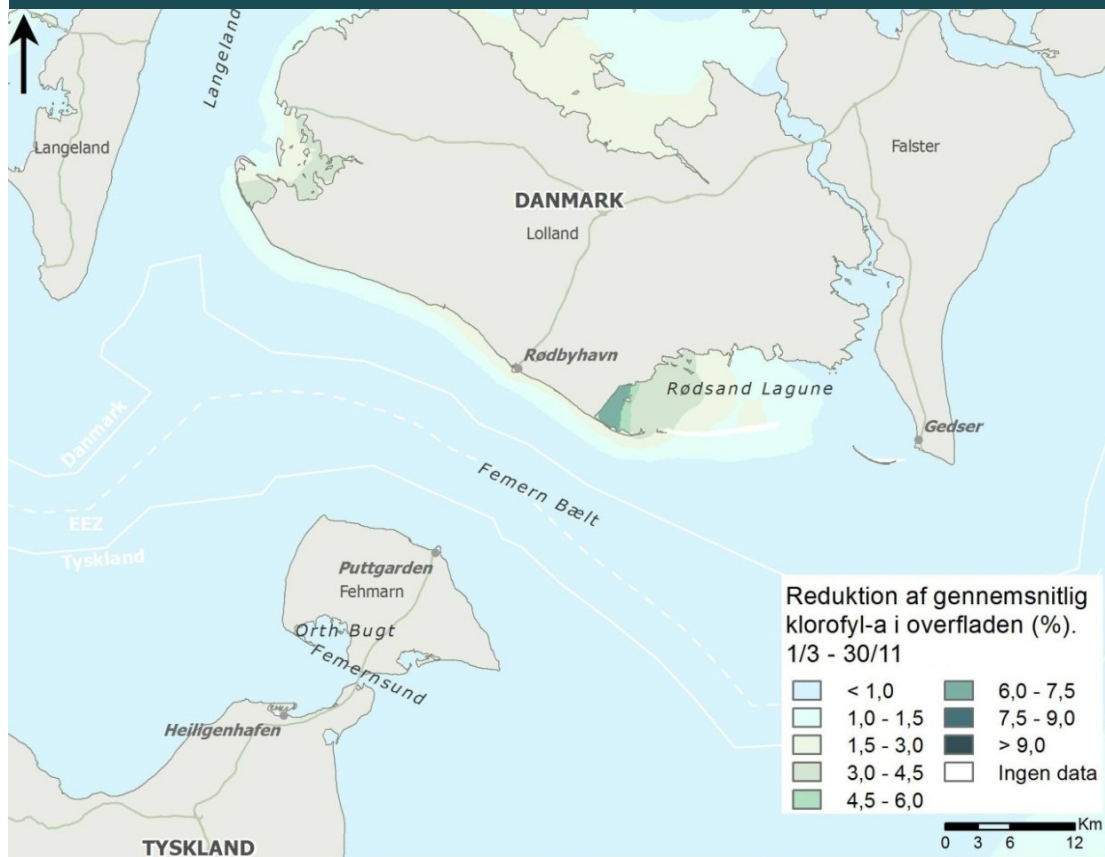 Langeland
Langeland
Falster
DANMARK
Lolland
Rødbyhavn
Rødsand Lagune
Gedser
Danmark
Femern Bælt
EEZ
Tyskland
Puttgarden
Fehmarn
Orth Bugt
Femernsund
Heiligenhafen
TYSKLAND
Reduktion af gennemsnitlig
klorofyl-a i overfladen (%).
1/3 - 30/11
< 1,0
1,0 - 1,5
1,5 - 3,0
3,0 - 4,5
4,5 - 6,0
6,0 - 7,5
7,5 - 9,0
> 9,0
Ingen data
Km
0 3 6 12